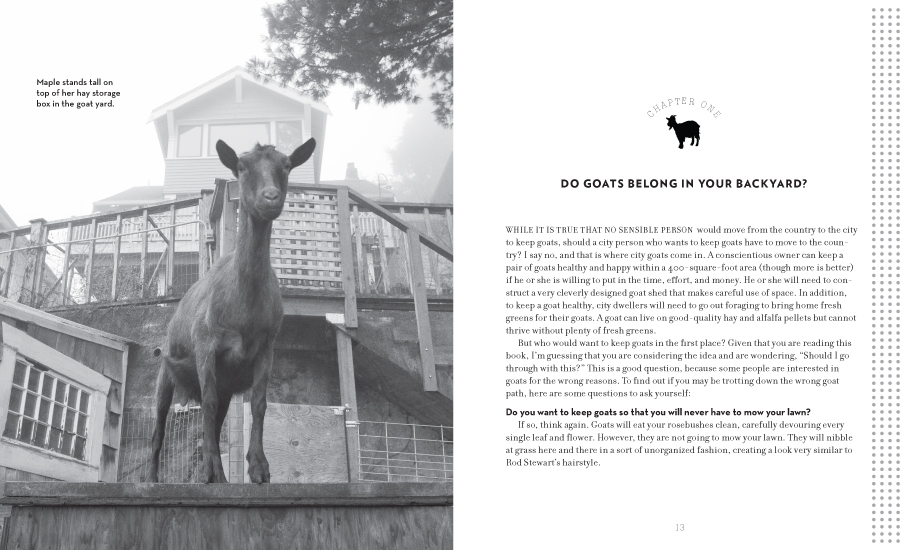 Maple stands tall on
top of her hay storage
box in the goat yard.
CHAPTER ONE
DO GOATS BELONG IN YOUR BACKYARD?
WHILE IT IS TRUE THAT NO SENSIBLE PERSON would move from the country to the city
to keep goats, should a city person who wants to keep goats have to move to the coun-
try? I say no, and that is where city goats come in. A conscientious owner can keep a
pair of goats healthy and happy within a 400-square-foot area (though more is better)
if he or she is willing to put in the time, effort, and money. He or she will need to con-
struct a very cleverly designed goat shed that makes careful use of space. In addition,
to keep a goat healthy, city dwellers will need to go out foraging to bring home fresh
greens for their goats. A goat can live on good-quality hay and alfalfa pellets but cannot
thrive without plenty of fresh greens.
But who would want to keep goats in the first place? Given that you are reading this
book, I'm guessing that you are considering the idea and are wondering, "Should I go
through with this?" This is a good question, because some people are interested in
goats for the wrong reasons. To find out if you may be trotting down the wrong goat
path, here are some questions to ask yourself:
Do you want to keep goats so that you will never have to mow your lawn?
If so, think again. Goats will eat your rosebushes clean, carefully devouring every
single leaf and flower. However, they are not going to mow your lawn. They will nibble
at grass here and there in a sort of unorganized fashion, creating a look very similar to
Rod Stewart's hairstyle.
13